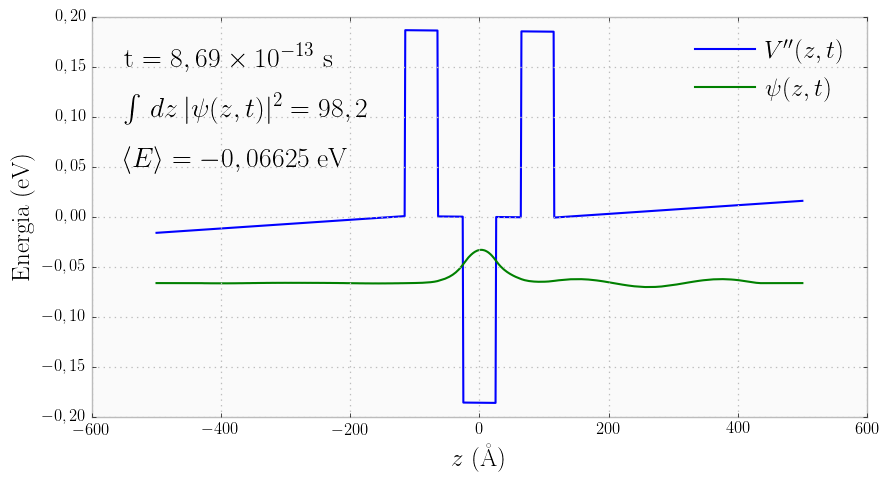 0,20
0,15
0,10
0,05
0,00
−0,05
−0,10
−0,15
−0,20
Energia (eV)
t = 8,69 × 10⁻¹³ s
∫ dz |ψ(z, t)|² = 98,2
⟨E⟩ = −0,06625 eV
V''(z, t)
ψ(z, t)
−600 −400 −200 0 200 400 600
z (Å)